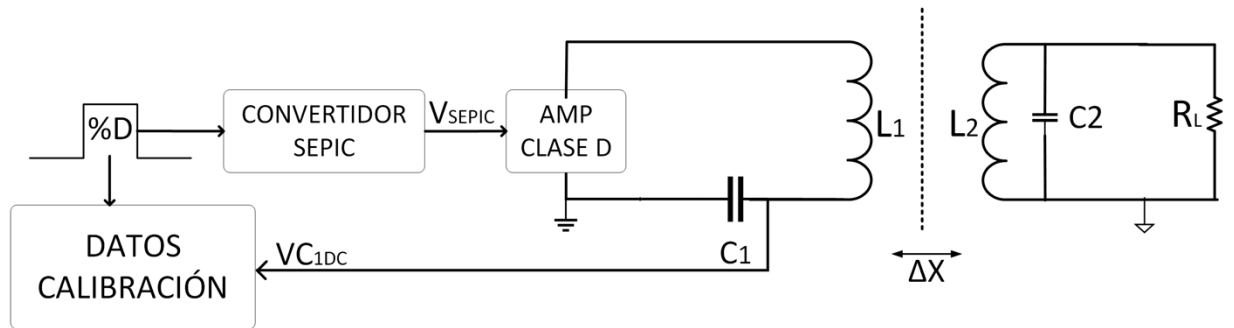 %D
CONVERTIDOR
SEPIC
VSEPIC
AMP
CLASE D
L1
L2
C2
RL
DATOS
CALIBRACIÓN
VC1DC
C1
ΔX